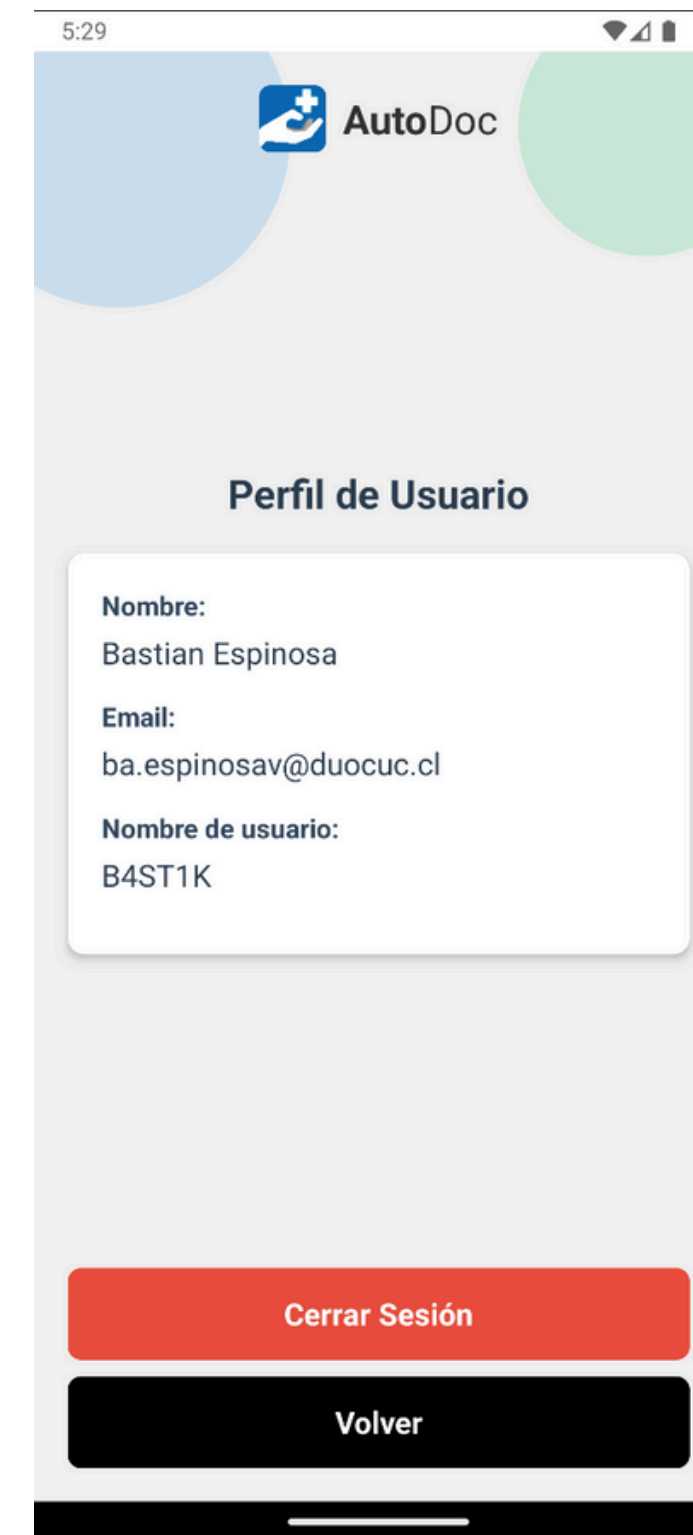 5:29
AutoDoc
Perfil de Usuario
Nombre:
Bastian Espinosa
Email:
ba.espinosav@duocuc.cl
Nombre de usuario:
B4ST1K
Cerrar Sesión
Volver